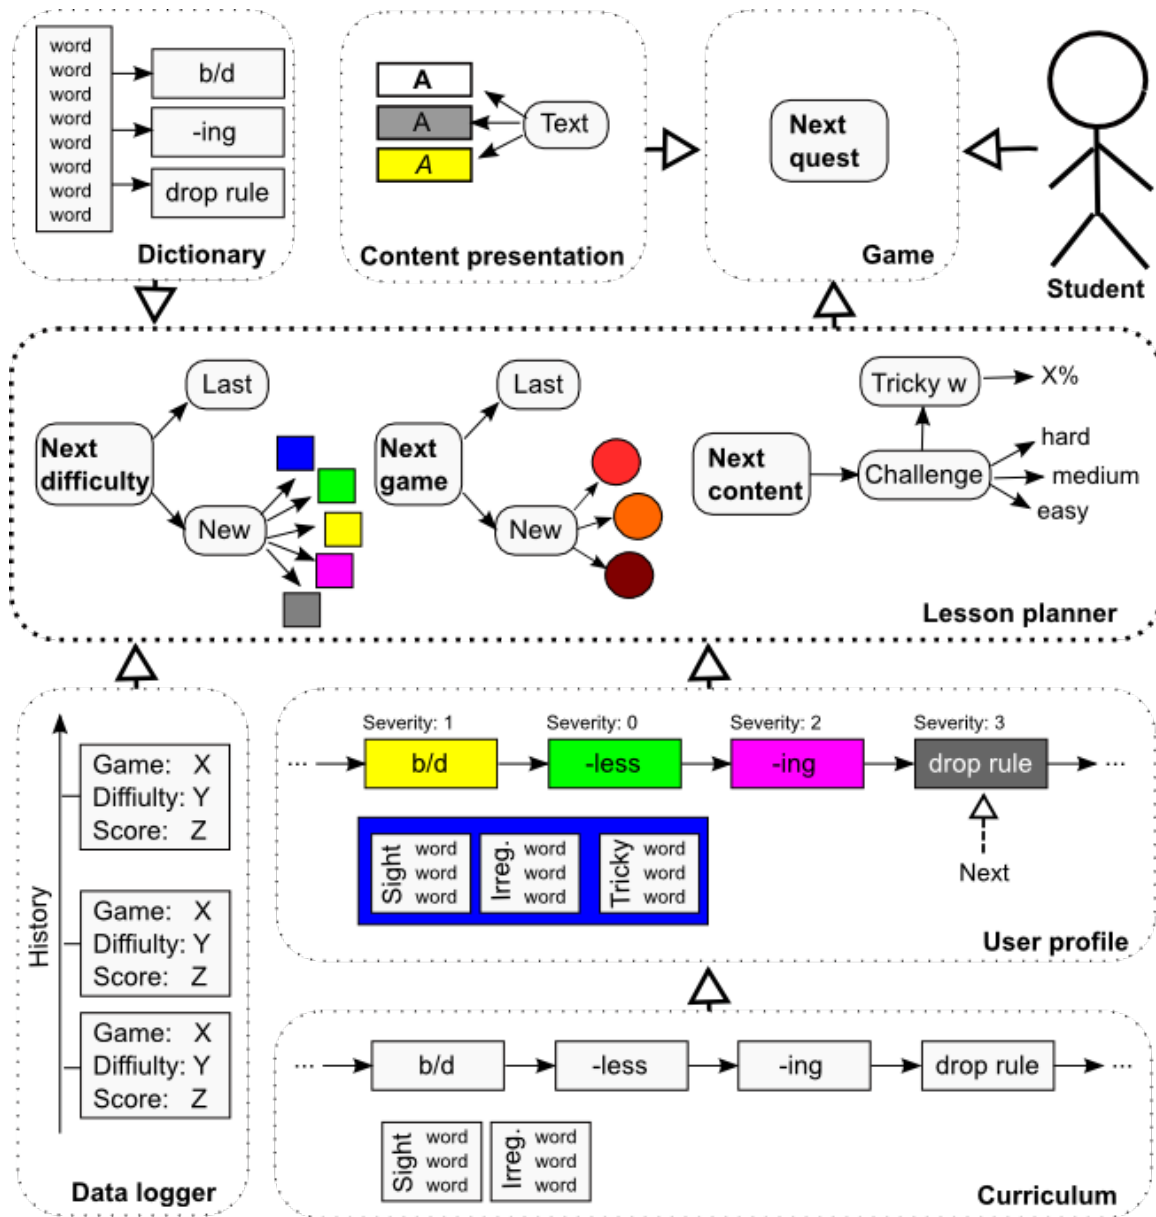 word
word
word
word
word
word
word
word
b/d
-ing
drop rule
Dictionary
A
A
A
Text
Content presentation
Next
quest
Game
Student
Next
difficulty
Last
New
Next
game
Last
New
Next
content
Tricky w
X%
Challenge
hard
medium
easy
Lesson planner
History
Game: X
Diffiulty: Y
Score: Z
Game: X
Diffiulty: Y
Score: Z
Game: X
Diffiulty: Y
Score: Z
Data logger
Severity: 1
Severity: 0
Severity: 2
Severity: 3
...
b/d
-less
-ing
drop rule
...
Sight
word
word
word
Irreg.
word
word
word
Tricky
word
word
word
Next
User profile
...
b/d
-less
-ing
drop rule
...
Sight
word
word
word
Irreg.
word
word
word
Curriculum